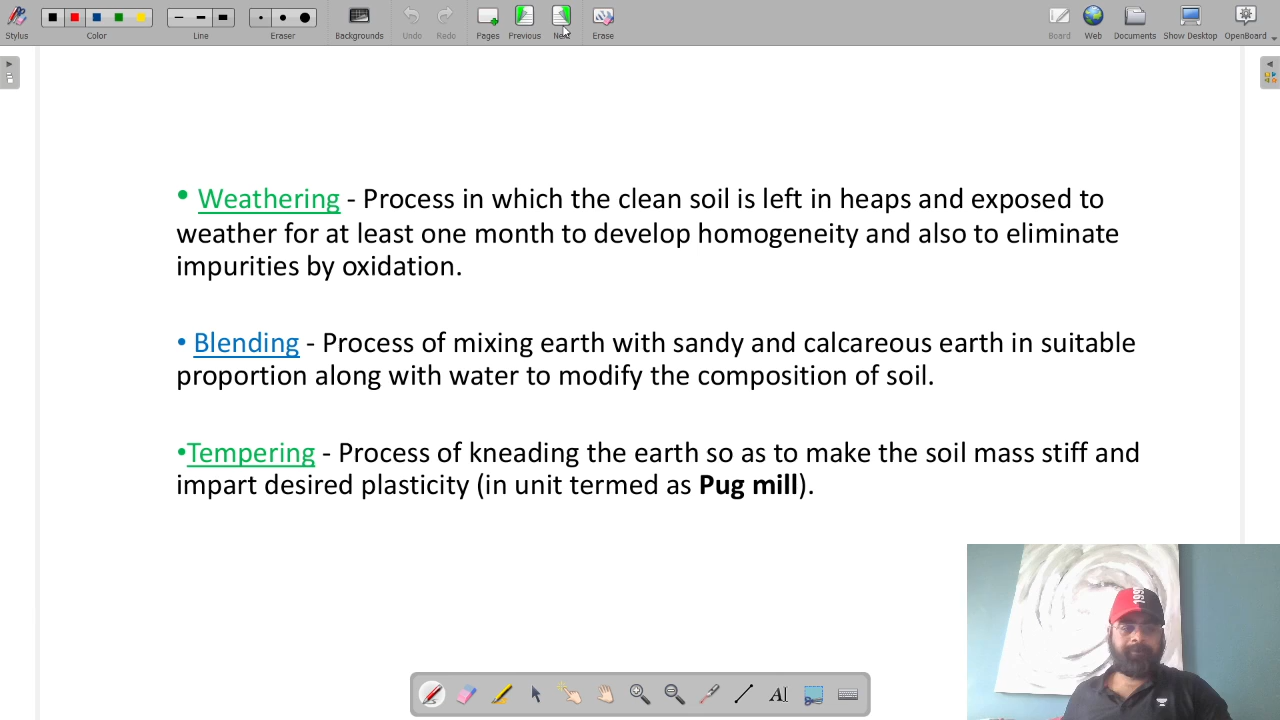 Stylus
Color
Line
Eraser
Backgrounds
Undo
Redo
Pages
Previous
Next
Erase
Board
Web
Documents
Show Desktop
OpenBoard
• Weathering - Process in which the clean soil is left in heaps and exposed to
weather for at least one month to develop homogeneity and also to eliminate
impurities by oxidation.
• Blending - Process of mixing earth with sandy and calcareous earth in suitable
proportion along with water to modify the composition of soil.
•Tempering - Process of kneading the earth so as to make the soil mass stiff and
impart desired plasticity (in unit termed as Pug mill).
AI